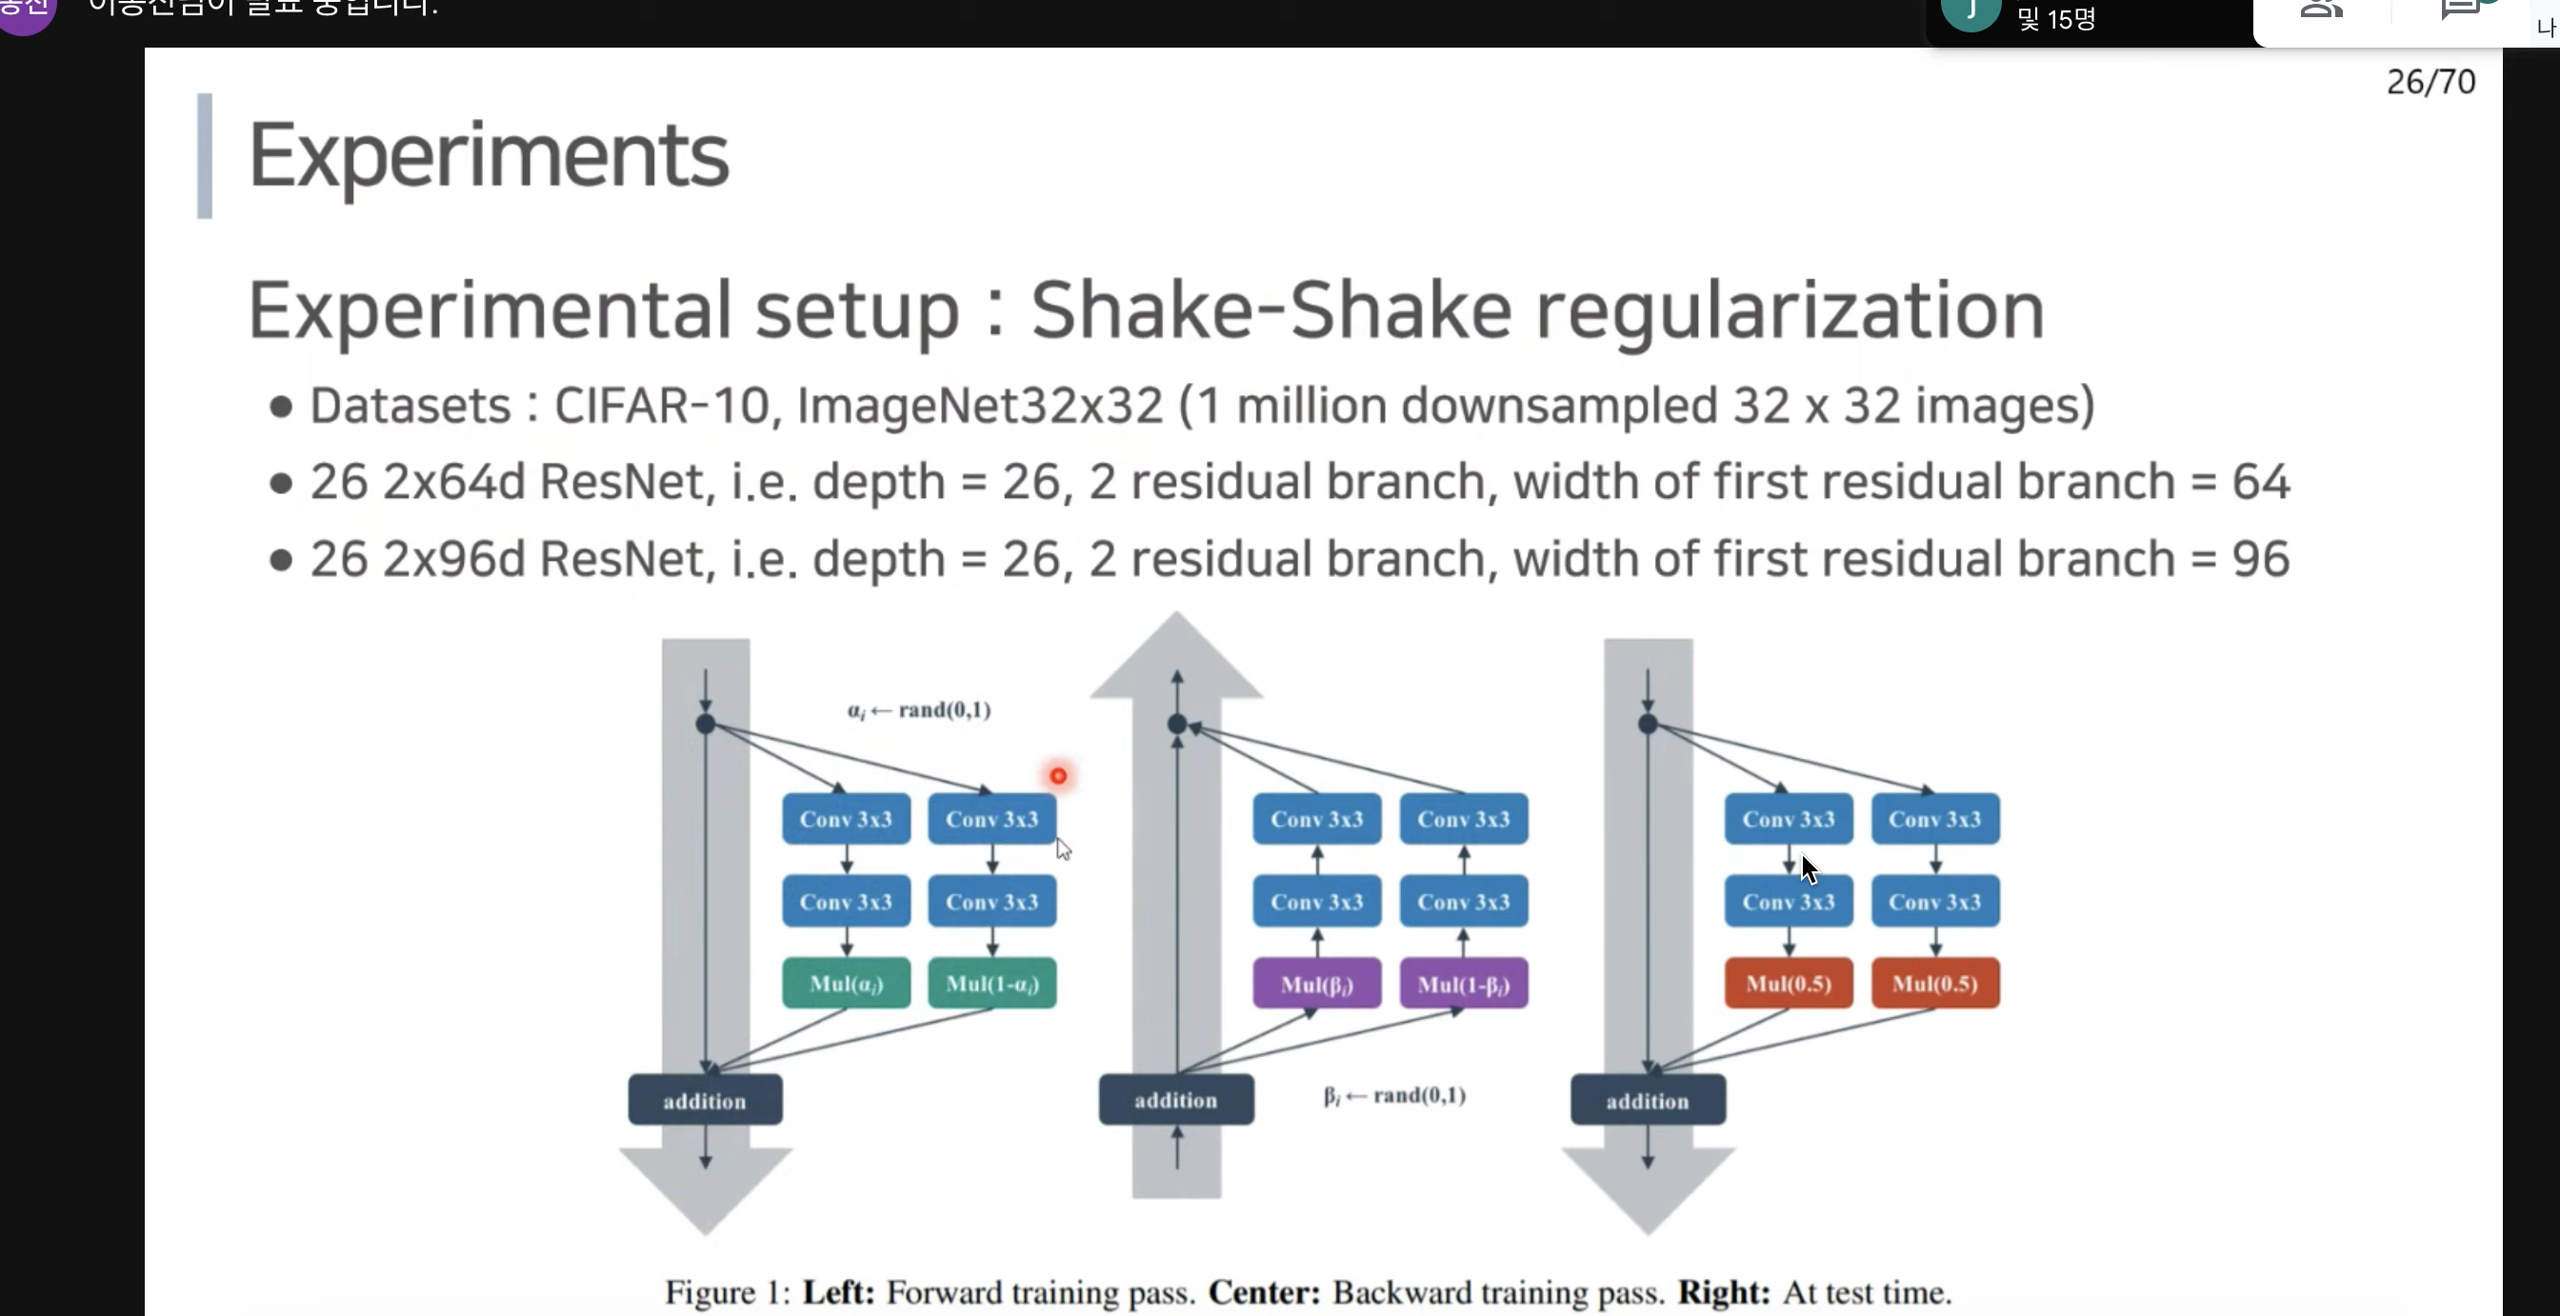 및 15명
나
26/70
Experiments
Experimental setup : Shake-Shake regularization
● Datasets : CIFAR-10, ImageNet32x32 (1 million downsampled 32 x 32 images)
● 26 2x64d ResNet, i.e. depth = 26, 2 residual branch, width of first residual branch = 64
● 26 2x96d ResNet, i.e. depth = 26, 2 residual branch, width of first residual branch = 96
αᵢ ← rand(0,1)
Conv 3x3 Conv 3x3
Conv 3x3 Conv 3x3
Mul(αᵢ) Mul(1-αᵢ)
addition
Conv 3x3 Conv 3x3
Conv 3x3 Conv 3x3
Mul(βᵢ) Mul(1-βᵢ)
addition
βᵢ ← rand(0,1)
Conv 3x3 Conv 3x3
Conv 3x3 Conv 3x3
Mul(0.5) Mul(0.5)
addition
Figure 1: Left: Forward training pass. Center: Backward training pass. Right: At test time.